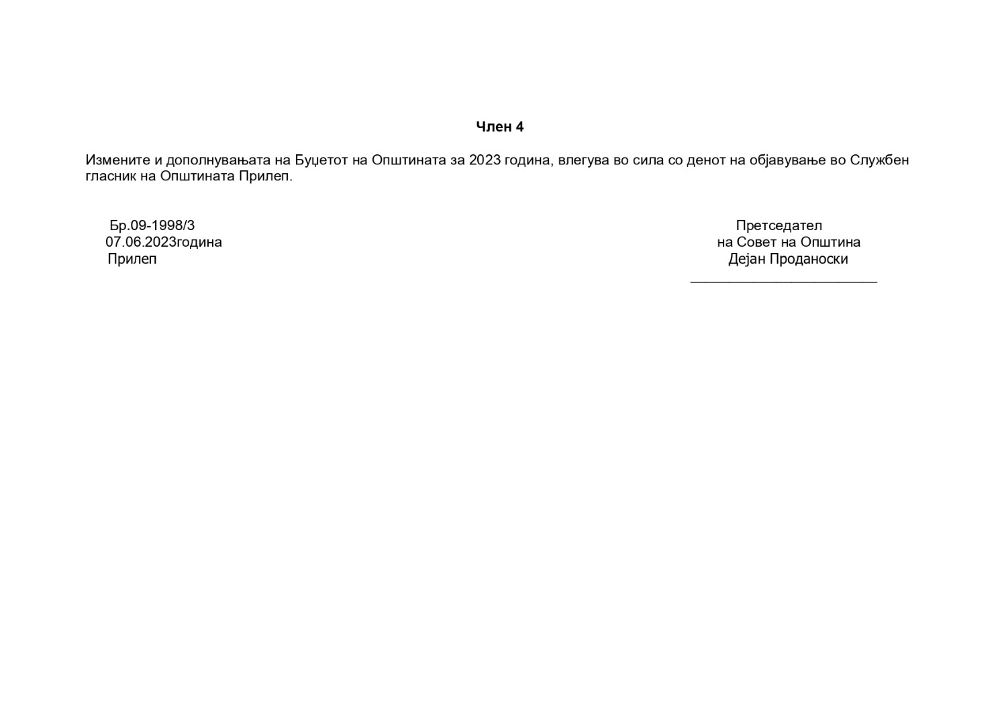 Член 4
Измените и дополнувањата на Буџетот на Општината за 2023 година, влегува во сила со денот на објавување во Службен
гласник на Општината Прилеп.
Бр.09-1998/3
07.06.2023година
Прилеп
Претседател
на Совет на Општина
Дејан Проданоски